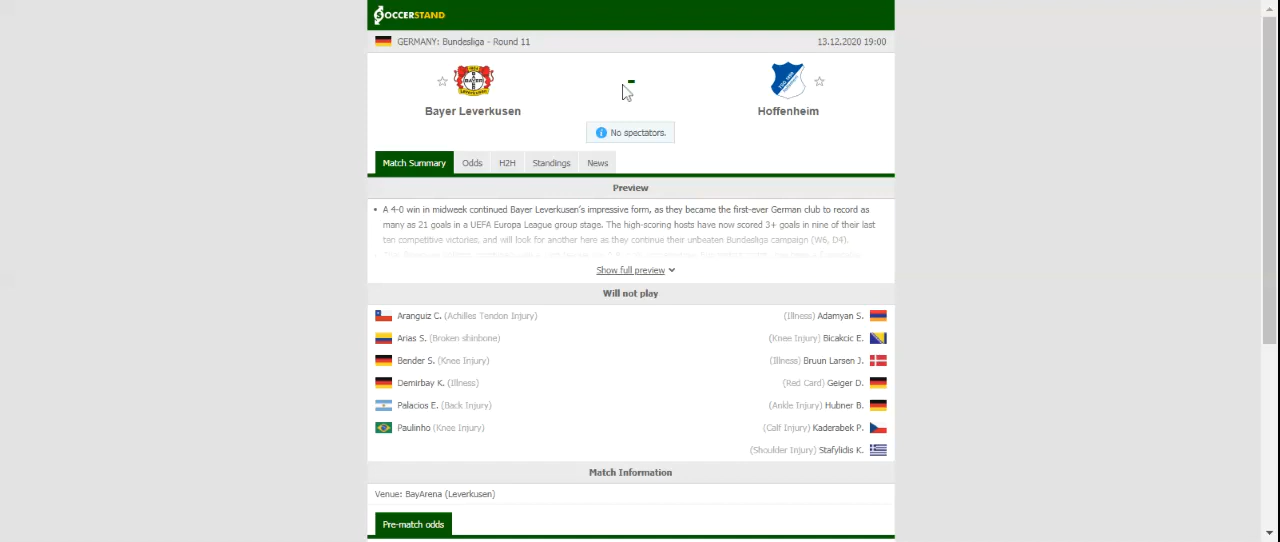 SOCCERSTAND
GERMANY: Bundesliga - Round 11
13.12.2020 19:00
-
Bayer Leverkusen
Hoffenheim
No spectators.
Match Summary
Odds
H2H
Standings
News
Preview
• A 4-0 win in midweek continued Bayer Leverkusen's impressive form, as they became the first-ever German club to record as
many as 21 goals in a UEFA Europa League group stage. The high-scoring hosts have now scored 3+ goals in nine of their last
ten competitive victories, and will look for another here as they continue their unbeaten Bundesliga campaign (W6, D4).
Show full preview
Will not play
Aranguiz C. (Achilles Tendon Injury)
(Illness) Adamyan S.
Arias S. (Broken shinbone)
(Knee Injury) Bicakcic E.
Bender S. (Knee Injury)
(Illness) Bruun Larsen J.
Demirbay K. (Illness)
(Red Card) Geiger D.
Palacios E. (Back Injury)
(Ankle Injury) Hubner B.
Paulinho (Knee Injury)
(Calf Injury) Kaderabek P.
(Shoulder Injury) Stafylidis K.
Match Information
Venue: BayArena (Leverkusen)
Pre-match odds